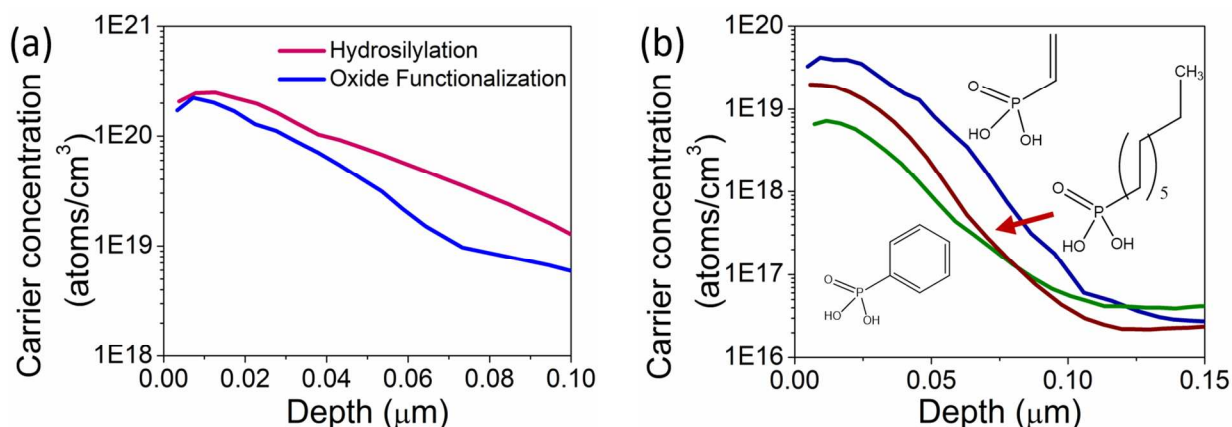 (a)
Carrier concentration
(atoms/cm³)
1E21
1E20
1E19
1E18
Hydrosilylation
Oxide Functionalization
0.00 0.02 0.04 0.06 0.08 0.10
Depth (μm)
(b)
Carrier concentration
(atoms/cm³)
1E20
1E19
1E18
1E17
1E16
O
P
HO OH
CH₃
5
O
P
HO OH
O
P
HO OH
0.00 0.05 0.10 0.15
Depth (μm)